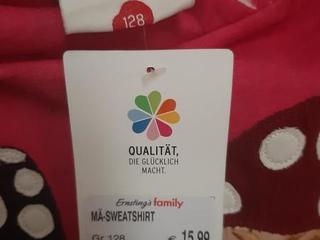 128
QUALITÄT,
DIE GLÜCKLICH
MACHT.
Ernsting's family
MÄ-SWEATSHIRT
Gr.128
€ 15,99